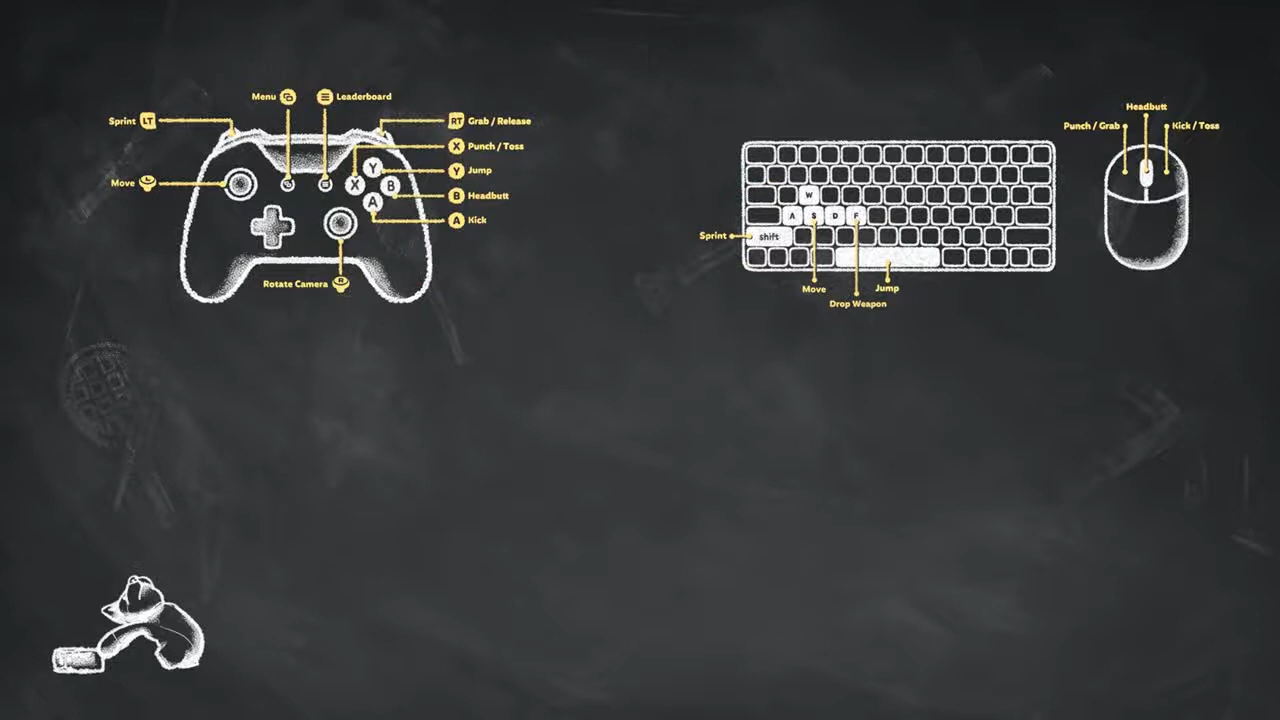 Menu
Leaderboard
Sprint LT
RT Grab / Release
X Punch / Toss
Y Jump
B Headbutt
A Kick
Move L
Y
X B
A
Rotate Camera R
Headbutt
Punch / Grab
Kick / Toss
W
A S D F
Sprint
shift
Move
Jump
Drop Weapon